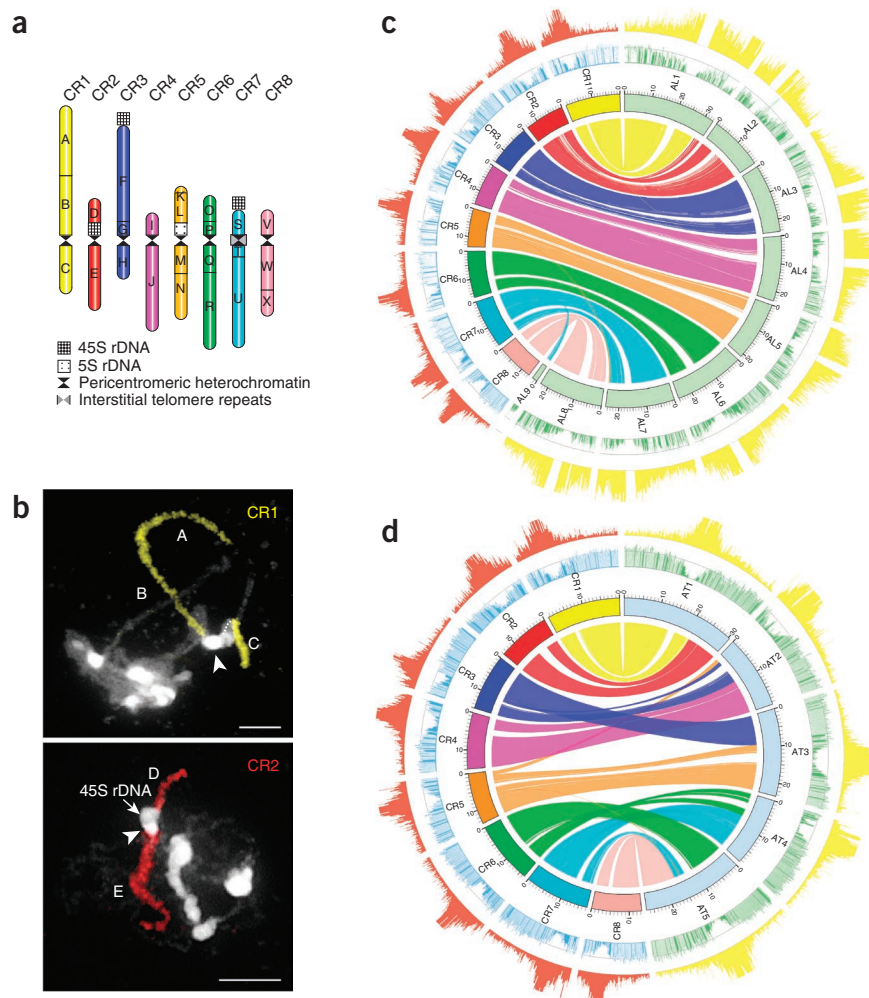 a
CR1 CR2 CR3 CR4 CR5 CR6 CR7 CR8
A
B
C
D
E
F
G
H
I
J
K
L
M
N
O
P
Q
R
S
T
U
V
W
X
45S rDNA
5S rDNA
Pericentromeric heterochromatin
Interstitial telomere repeats
b
CR1
A
B
C
CR2
D
45S rDNA
E
c
CR1
CR2
CR3
CR4
CR5
CR6
CR7
CR8
AL1
AL2
AL3
AL4
AL5
AL6
AL7
AL8
AL9
d
CR1
CR2
CR3
CR4
CR5
CR6
CR7
CR8
AT1
AT2
AT3
AT4
AT5